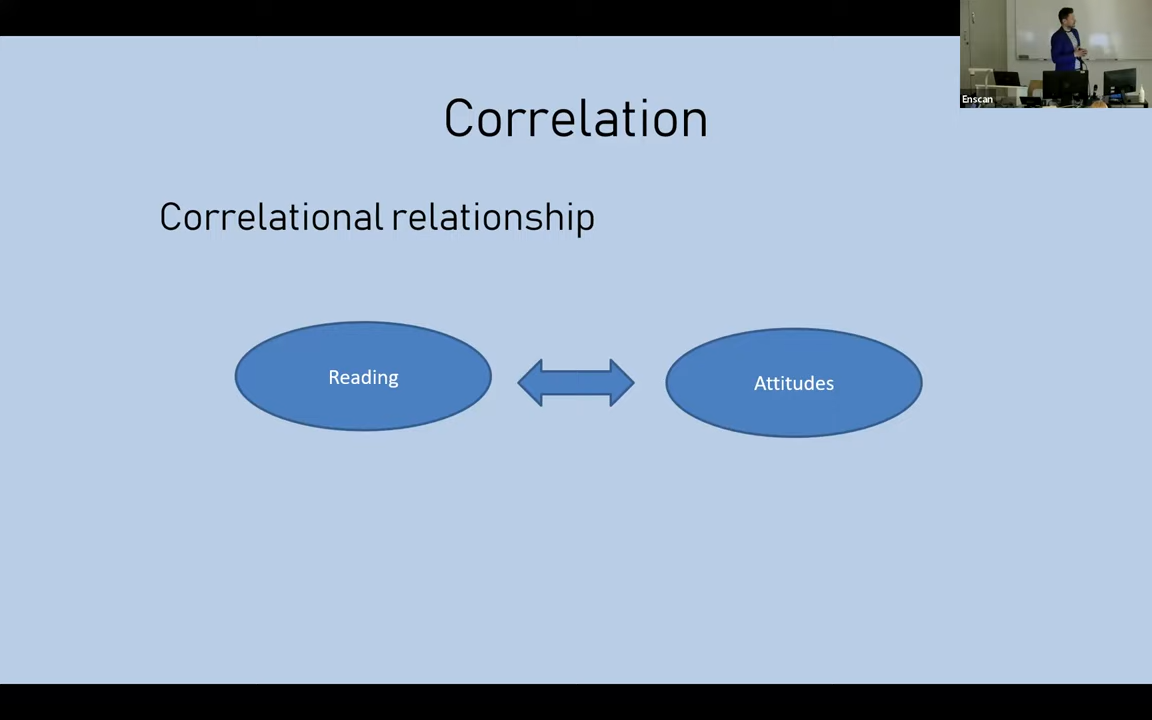 Enscan
Correlation
Correlational relationship
Reading
Attitudes